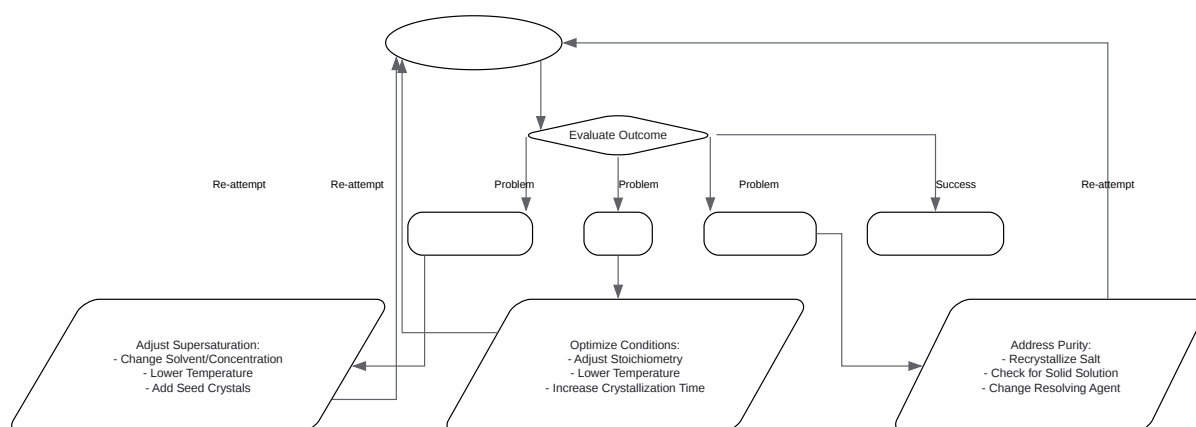 Evaluate Outcome
Re-attempt
Re-attempt
Problem
Problem
Problem
Success
Re-attempt
Adjust Supersaturation:
- Change Solvent/Concentration
- Lower Temperature
- Add Seed Crystals
Optimize Conditions:
- Adjust Stoichiometry
- Lower Temperature
- Increase Crystallization Time
Address Purity:
- Recrystallize Salt
- Check for Solid Solution
- Change Resolving Agent